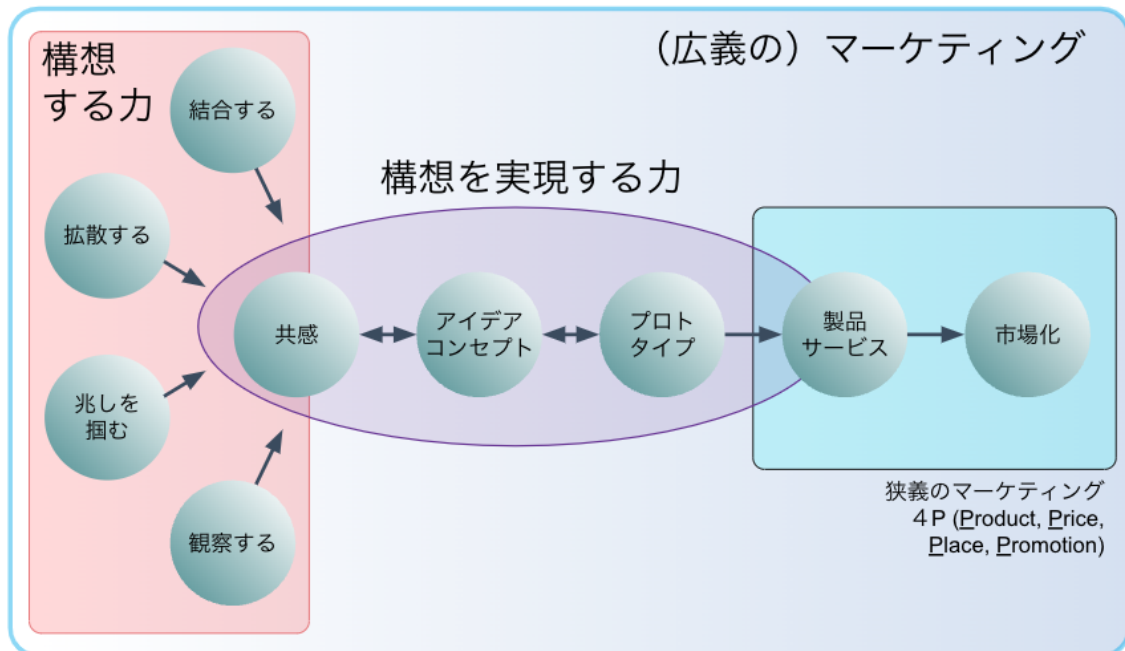 (広義の)マーケティング
構想
する力
結合する
拡散する
兆しを
掴む
観察する
構想を実現する力
共感
アイデア
コンセプト
プロト
タイプ
製品
サービス
市場化
狭義のマーケティング
4P (Product, Price,
Place, Promotion)